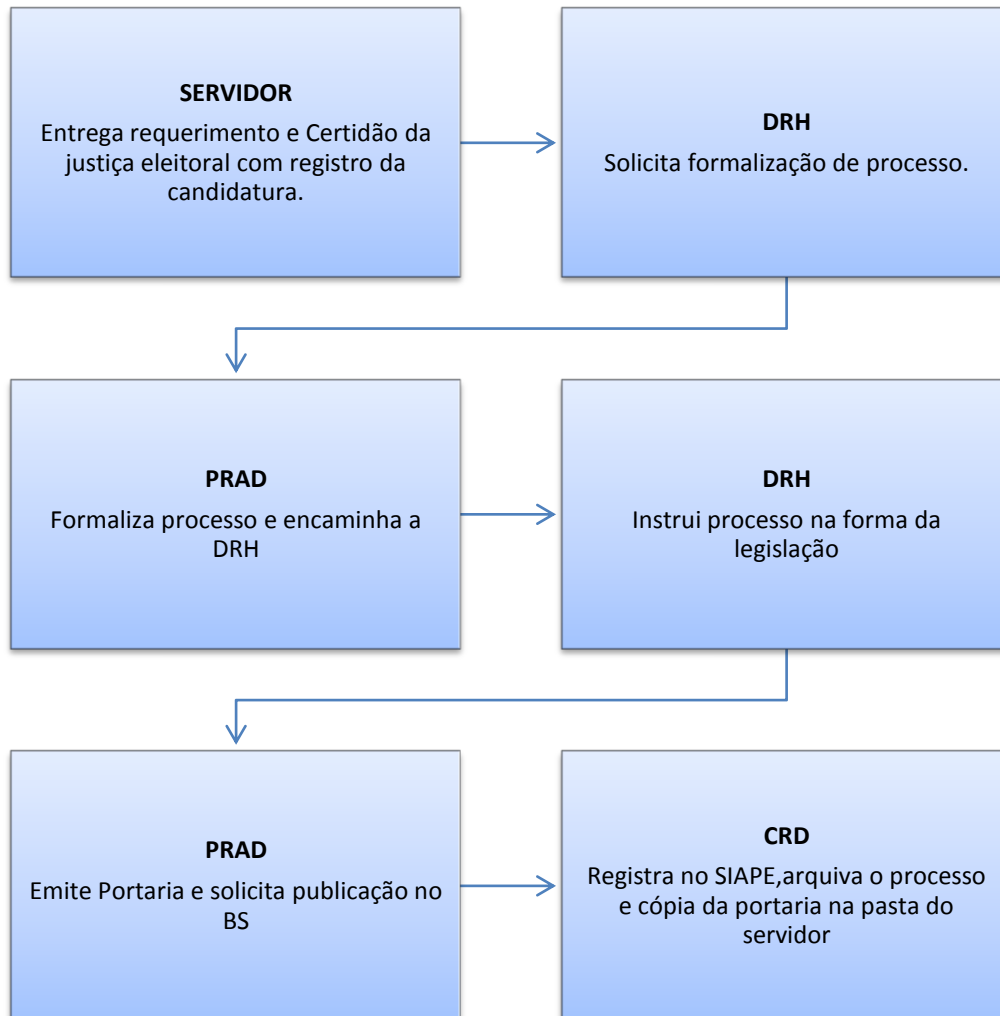 SERVIDOR
Entrega requerimento e Certidão da
justiça eleitoral com registro da
candidatura.
DRH
Solicita formalização de processo.
PRAD
Formaliza processo e encaminha a
DRH
DRH
Instrui processo na forma da
legislação
PRAD
Emite Portaria e solicita publicação no
BS
CRD
Registra no SIAPE,arquiva o processo
e cópia da portaria na pasta do
servidor